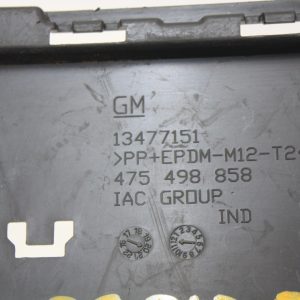 GM
13477151
>PP+EPDM-M12-T2
475 498 858
IAC GROUP
IND